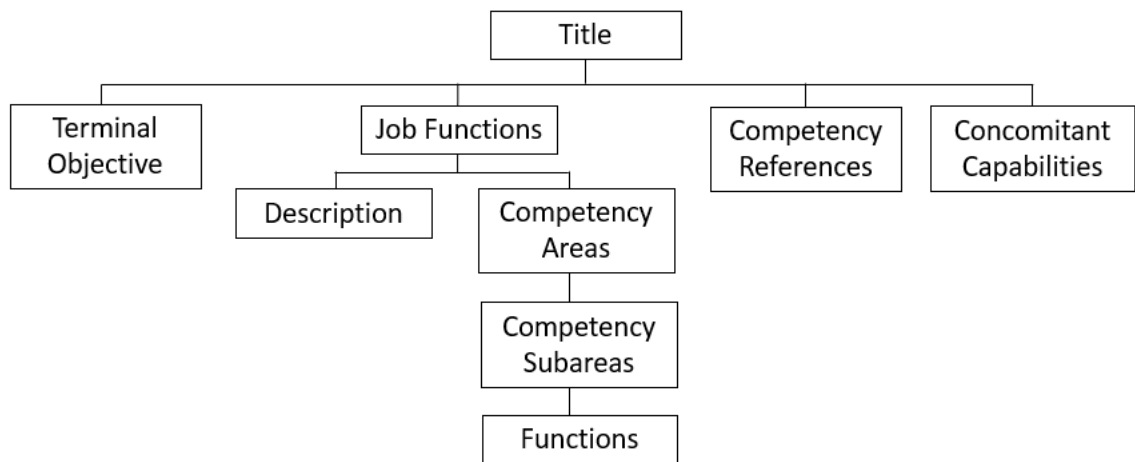 Title
Terminal
Objective
Job Functions
Competency
References
Concomitant
Capabilities
Description
Competency
Areas
Competency
Subareas
Functions